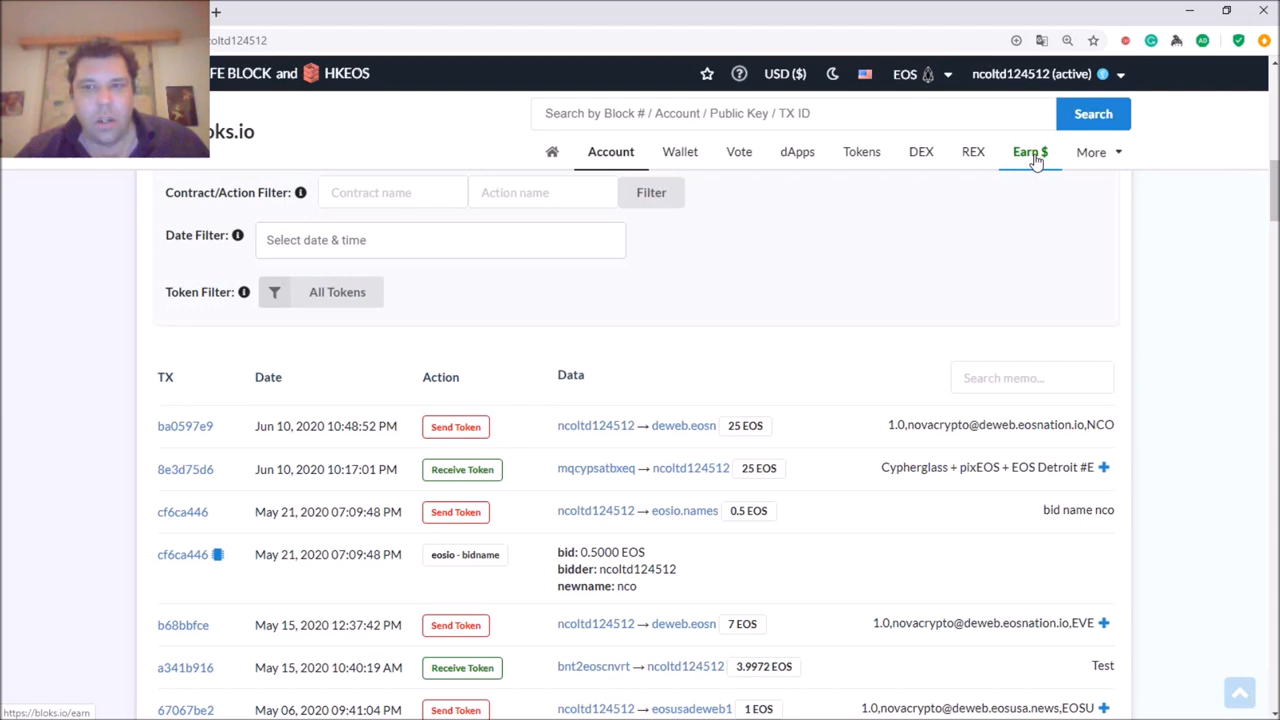 coltd124512
FE BLOCK and HKEOS
USD ($)
EOS
ncoltd124512 (active)
oks.io
Search by Block # / Account / Public Key / TX ID
Search
Account
Wallet
Vote
dApps
Tokens
DEX
REX
Earn $
More
Contract/Action Filter:
Contract name
Action name
Filter
Date Filter:
Select date & time
Token Filter:
All Tokens
TX Date Action Data
Search memo...
ba0597e9 Jun 10, 2020 10:48:52 PM Send Token ncoltd124512 → deweb.eosn 25 EOS 1.0,novacrypto@deweb.eosnation.io,NCO
8e3d75d6 Jun 10, 2020 10:17:01 PM Receive Token mqcypsatbxeq → ncoltd124512 25 EOS Cypherglass + pixEOS + EOS Detroit #E
cf6ca446 May 21, 2020 07:09:48 PM Send Token ncoltd124512 → eosio.names 0.5 EOS bid name nco
cf6ca446 May 21, 2020 07:09:48 PM eosio - bidname bid: 0.5000 EOS
bidder: ncoltd124512
newname: nco
b68bbfce May 15, 2020 12:37:42 PM Send Token ncoltd124512 → deweb.eosn 7 EOS 1.0,novacrypto@deweb.eosnation.io,EVE
a341b916 May 15, 2020 10:40:19 AM Receive Token bnt2eoscnvrt → ncoltd124512 3.9972 EOS Test
67067be2 May 06, 2020 09:41:04 PM Send Token ncoltd124512 → eosusadeweb1 1 EOS 1.0,novacrypto@deweb.eosusa.news,EOSU
https://bloks.io/earn